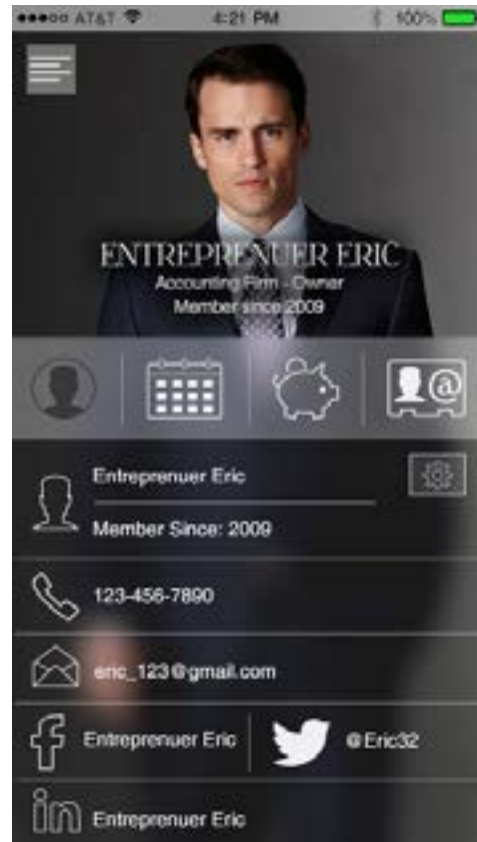 AT&T 4:21 PM 100%
ENTREPRENUER ERIC
Accounting Firm - Owner
Member since 2009
@
Entreprenuer Eric
Member Since: 2009
123-456-7890
eric_123@gmail.com
f Entreprenuer Eric @Eric32
in Entreprenuer Eric